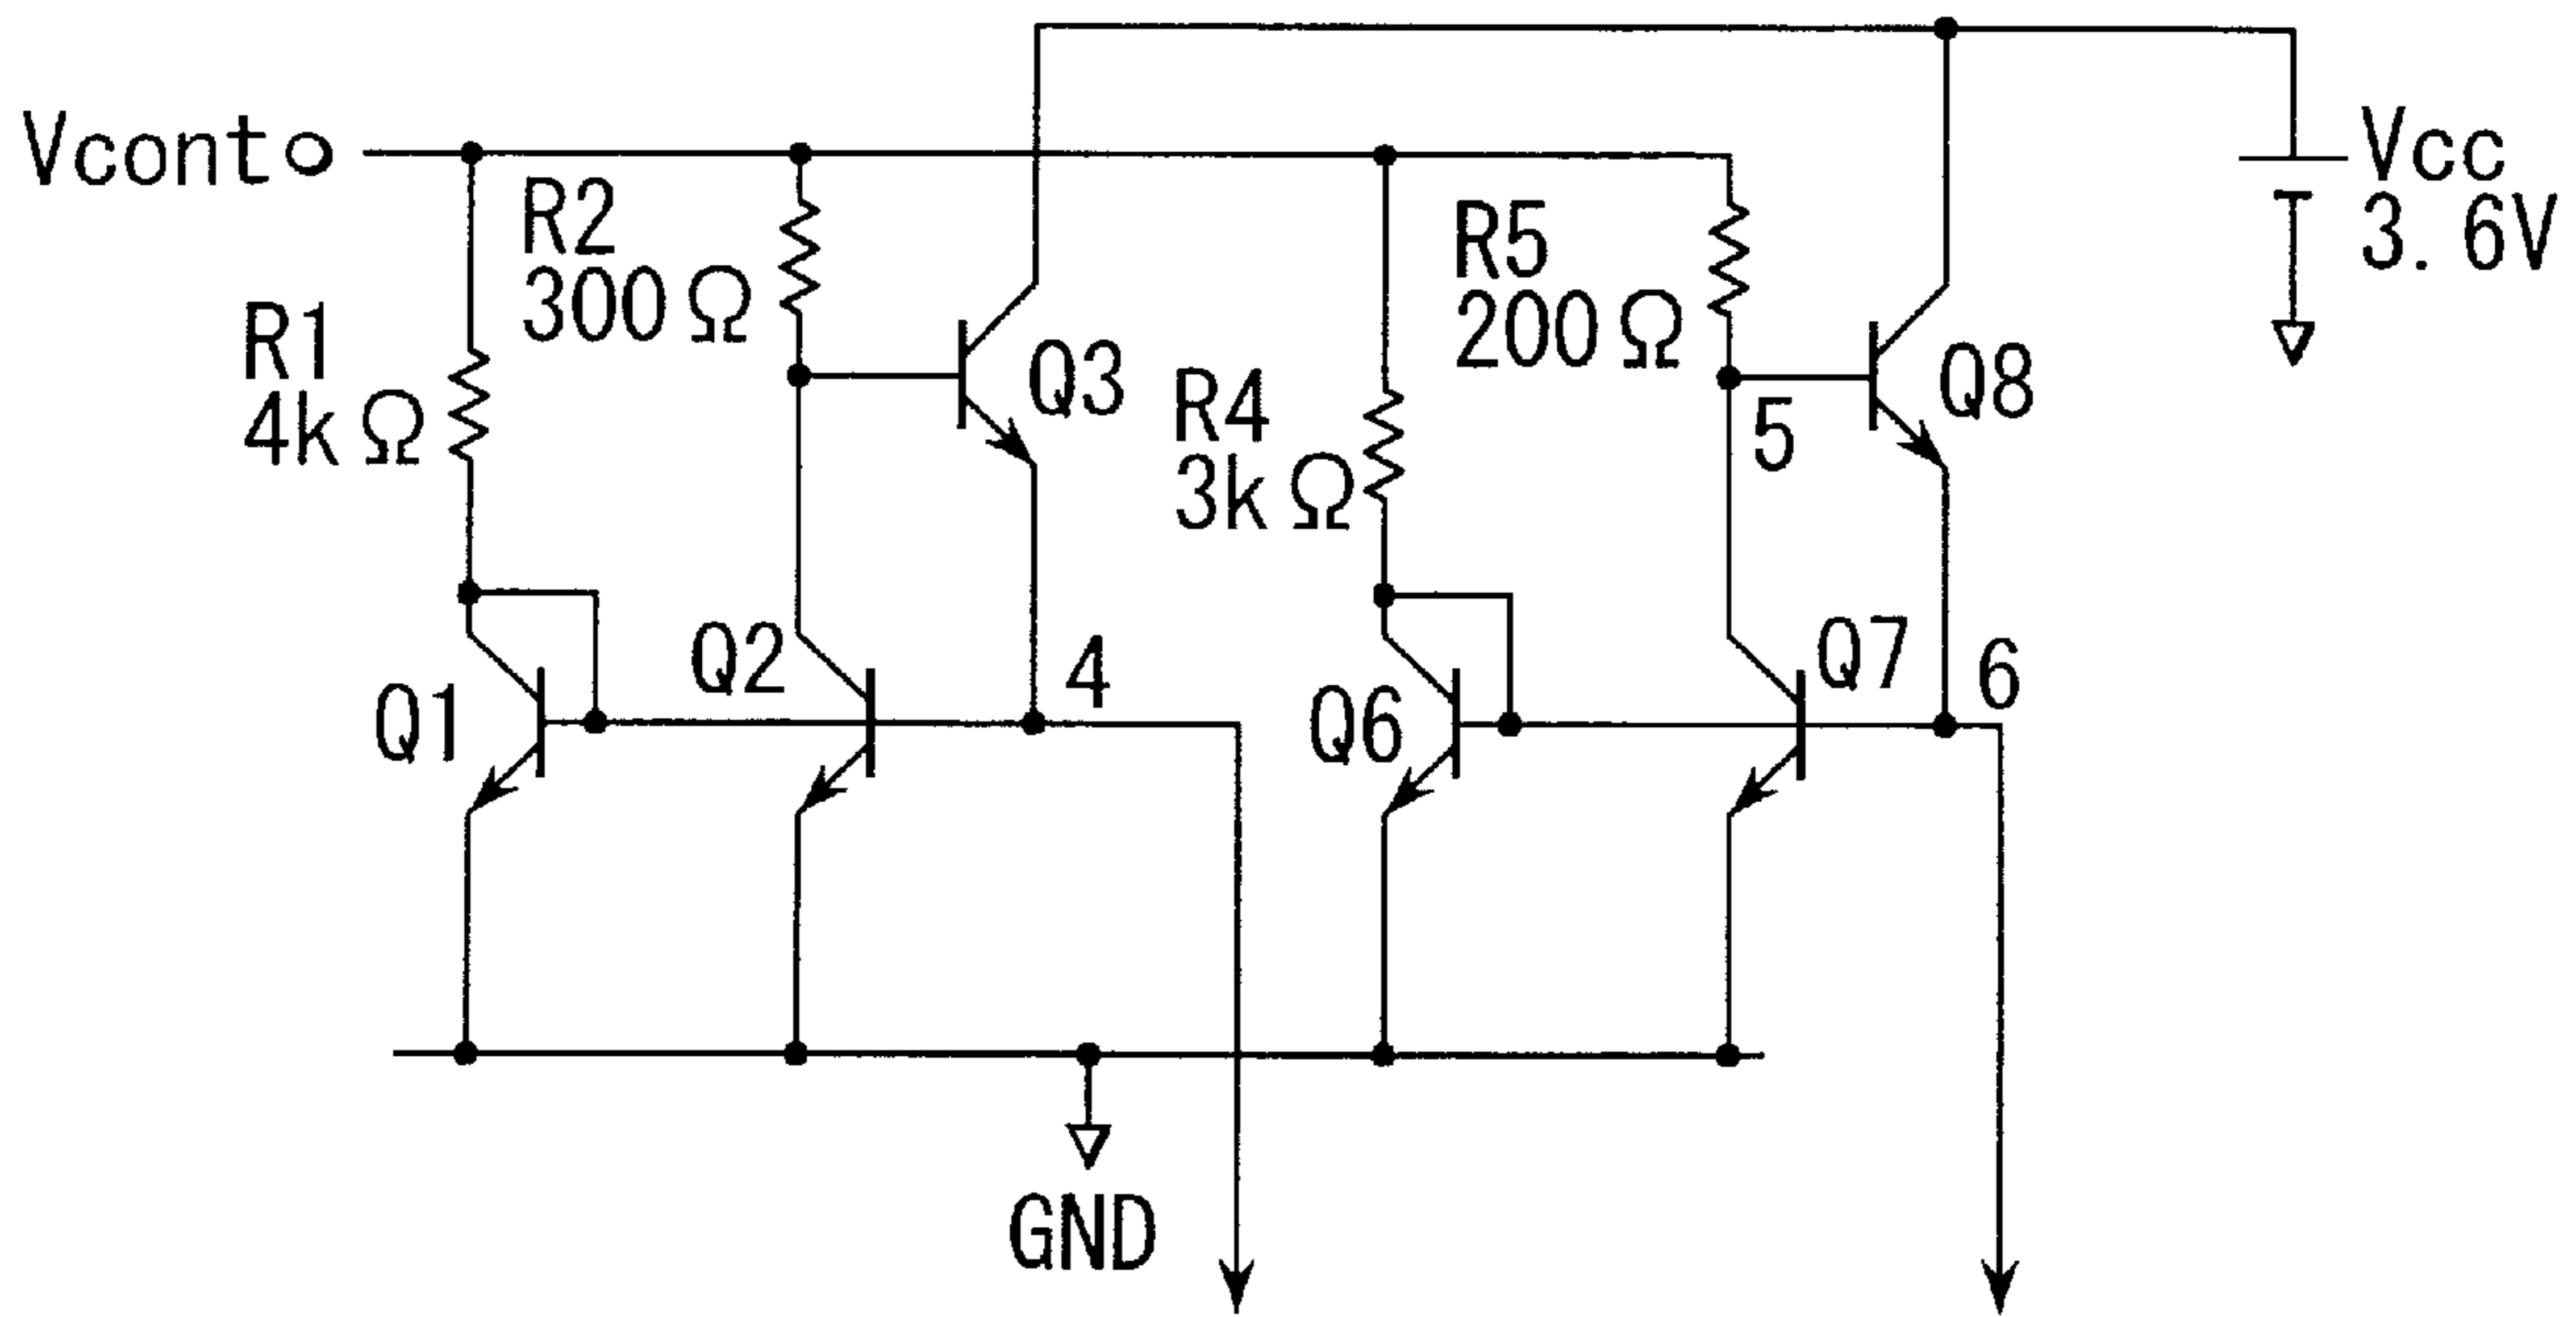 Vcont
R2
300Ω
R1
4kΩ
Q3
R5
200Ω
R4
3kΩ
5
Q8
Vcc
3.6V
Q1
Q2
4
Q6
Q7
6
GND